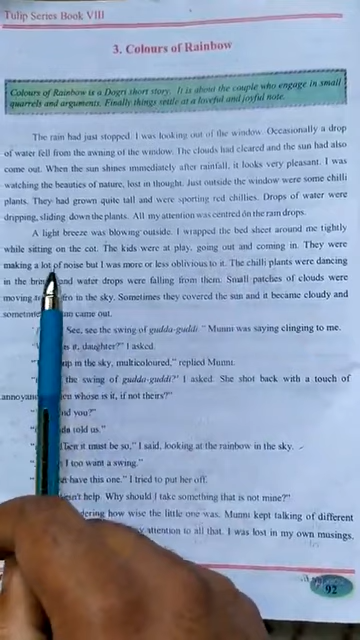 Tulip Series Book VIII
3. Colours of Rainbow
Colours of Rainbow is a Dogri short story. It is about the couple who engage in small
quarrels and arguments. Finally things settle at a loveful and joyful note.
The rain had just stopped. I was looking out of the window. Occasionally a drop
of water fell from the awning of the window. The clouds had cleared and the sun had also
come out. When the sun shines immediately after rainfall, it looks very pleasant. I was
watching the beauties of nature, lost in thought. Just outside the window were some chilli
plants. They had grown quite tall and were sporting red chillies. Drops of water were
dripping, sliding down the plants. All my attention was centred on the rain drops.
A light breeze was blowing outside. I wrapped the bed sheet around me tightly
while sitting on the cot. The kids were at play, going out and coming in. They were
making a lot of noise but I was more or less oblivious to it. The chilli plants were dancing
in the and water drops were falling from them. Small patches of clouds were
moving fro in the sky. Sometimes they covered the sun and it became cloudy and
came out.
See, see the swing of gudda-guddi." Munni was saying clinging to me.
is it, daughter?" I asked.
up in the sky, multicoloured," replied Munni.
the swing of gudda-guddi?" I asked. She shot back with a touch of
whose is it, if not theirs?"
you?"
told us."
it must be so," I said, looking at the rainbow in the sky.
I too want a swing."
have this one." I tried to put her off.
help. Why should I take something that is not mine?"
how wise the little one was. Munni kept talking of different
attention to all that. I was lost in my own musings.
92